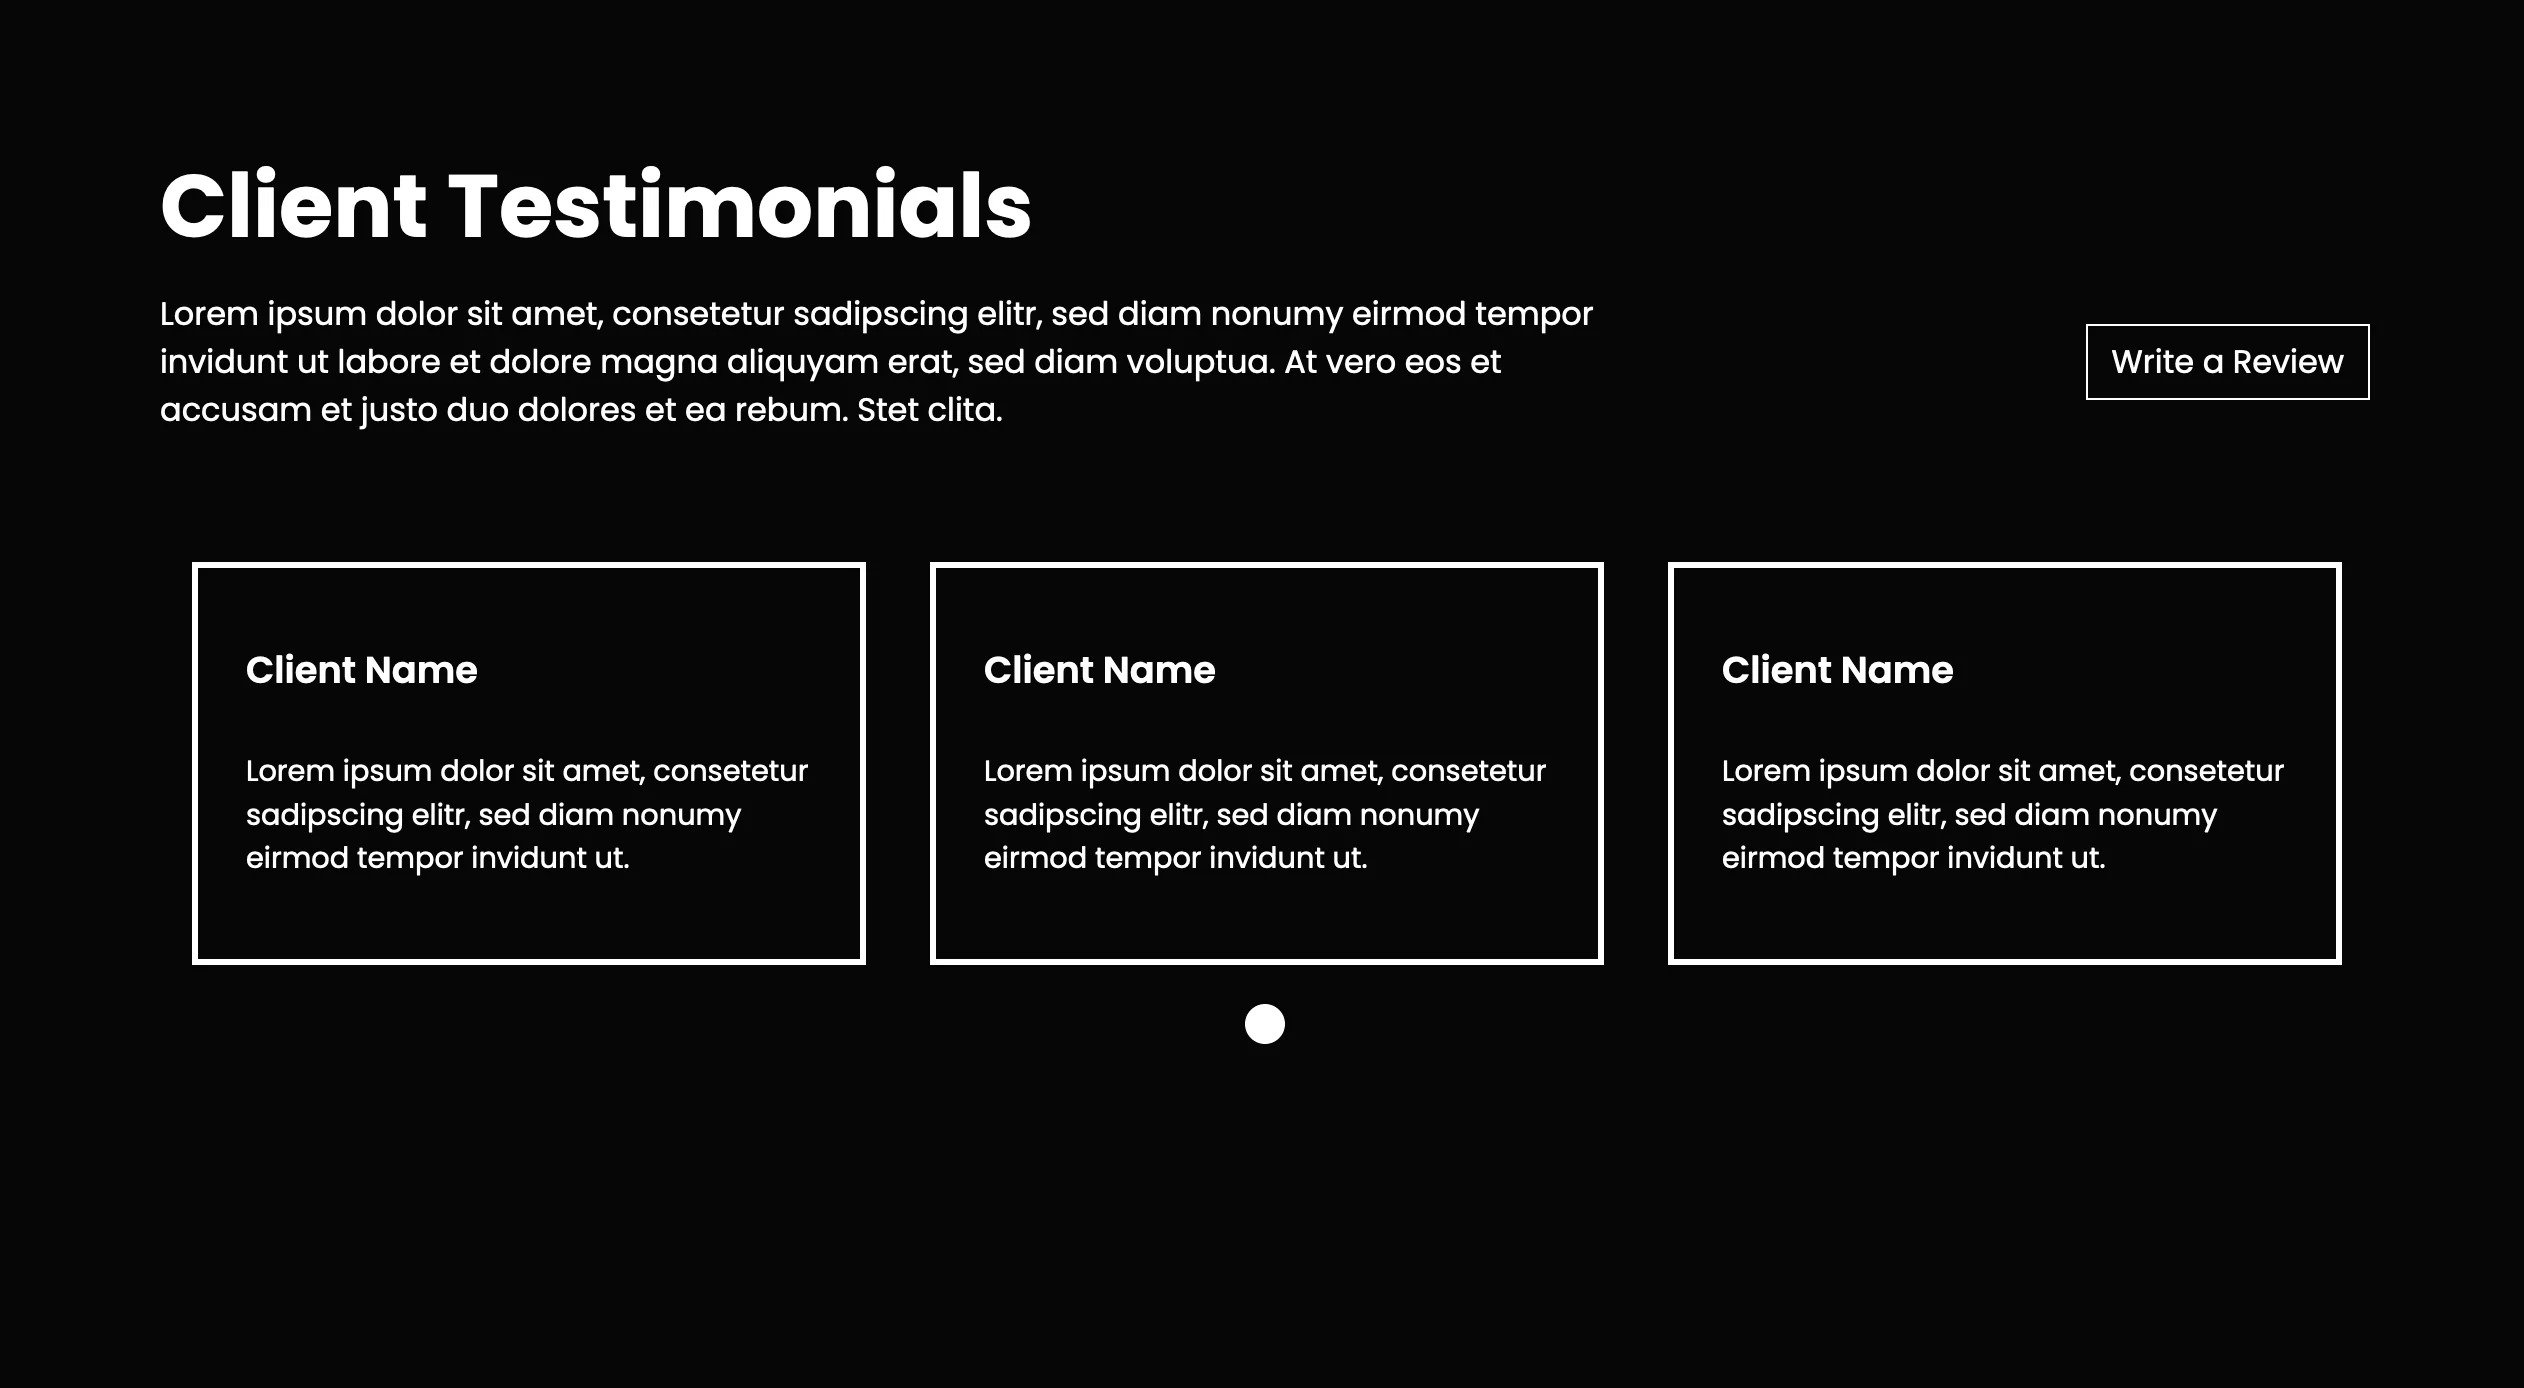 Client Testimonials
Lorem ipsum dolor sit amet, consetetur sadipscing elitr, sed diam nonumy eirmod tempor
invidunt ut labore et dolore magna aliquyam erat, sed diam voluptua. At vero eos et
accusam et justo duo dolores et ea rebum. Stet clita.
Write a Review
Client Name
Lorem ipsum dolor sit amet, consetetur
sadipscing elitr, sed diam nonumy
eirmod tempor invidunt ut.
Client Name
Lorem ipsum dolor sit amet, consetetur
sadipscing elitr, sed diam nonumy
eirmod tempor invidunt ut.
Client Name
Lorem ipsum dolor sit amet, consetetur
sadipscing elitr, sed diam nonumy
eirmod tempor invidunt ut.